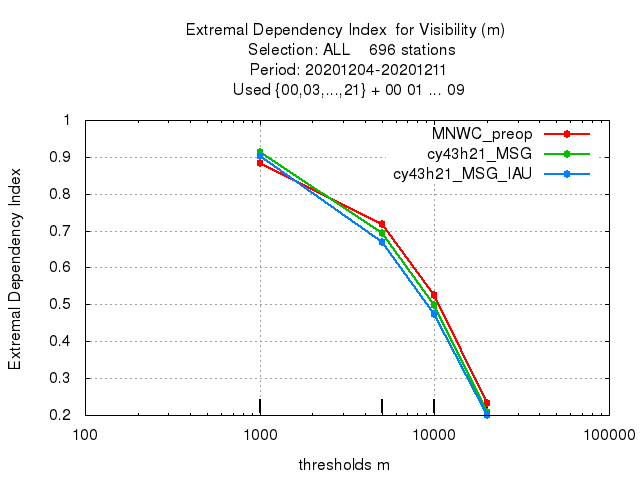 Extremal Dependency Index for Visibility (m)
Selection: ALL 696 stations
Period: 20201204-20201211
Used {00,03,...,21} + 00 01 ... 09
MNWC_preop
cy43h21_MSG
cy43h21_MSG_IAU
Extremal Dependency Index
1
0.9
0.8
0.7
0.6
0.5
0.4
0.3
0.2
100 1000 10000 100000
thresholds m